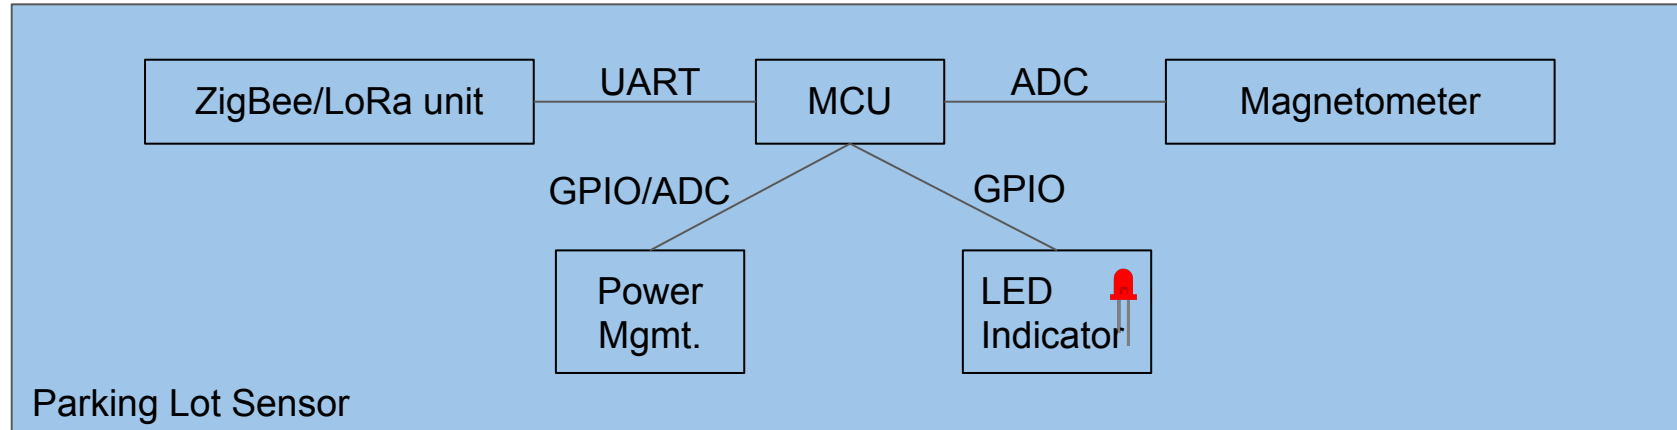 ZigBee/LoRa unit
UART
MCU
ADC
Magnetometer
GPIO/ADC
GPIO
Power
Mgmt.
LED
Indicator
Parking Lot Sensor